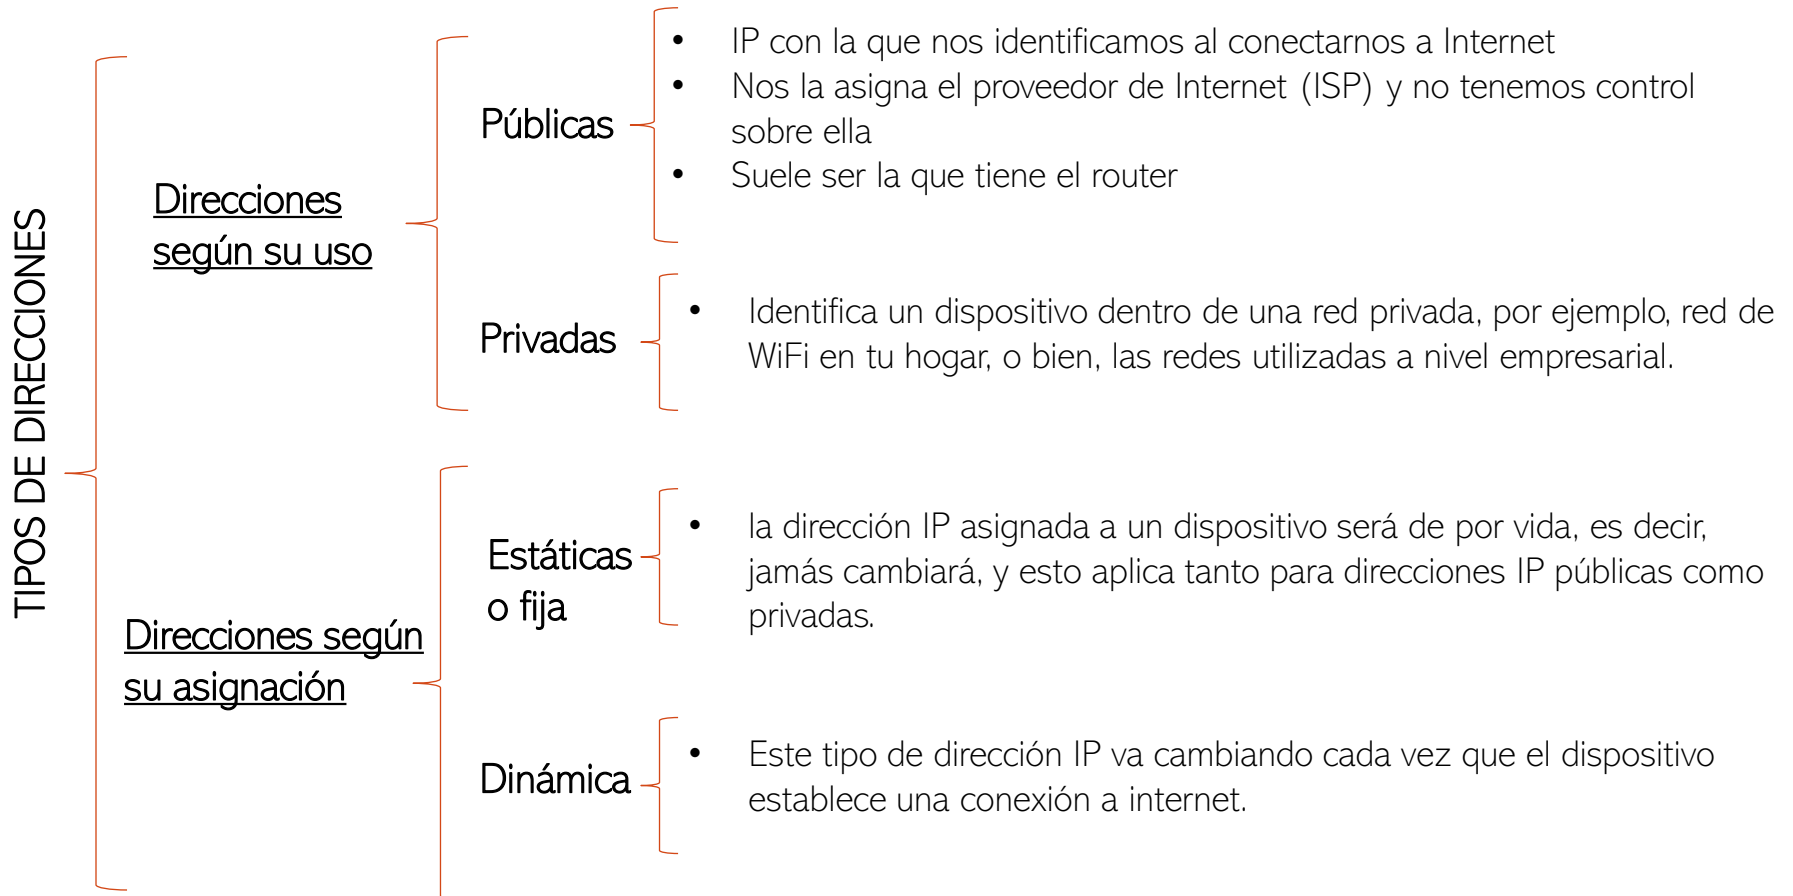 TIPOS DE DIRECCIONES
Direcciones
según su uso
Públicas
• IP con la que nos identificamos al conectarnos a Internet
• Nos la asigna el proveedor de Internet (ISP) y no tenemos control
sobre ella
• Suele ser la que tiene el router
Privadas
• Identifica un dispositivo dentro de una red privada, por ejemplo, red de
WiFi en tu hogar, o bien, las redes utilizadas a nivel empresarial.
Direcciones según
su asignación
Estáticas
o fija
• la dirección IP asignada a un dispositivo será de por vida, es decir,
jamás cambiará, y esto aplica tanto para direcciones IP públicas como
privadas.
Dinámica
• Este tipo de dirección IP va cambiando cada vez que el dispositivo
establece una conexión a internet.